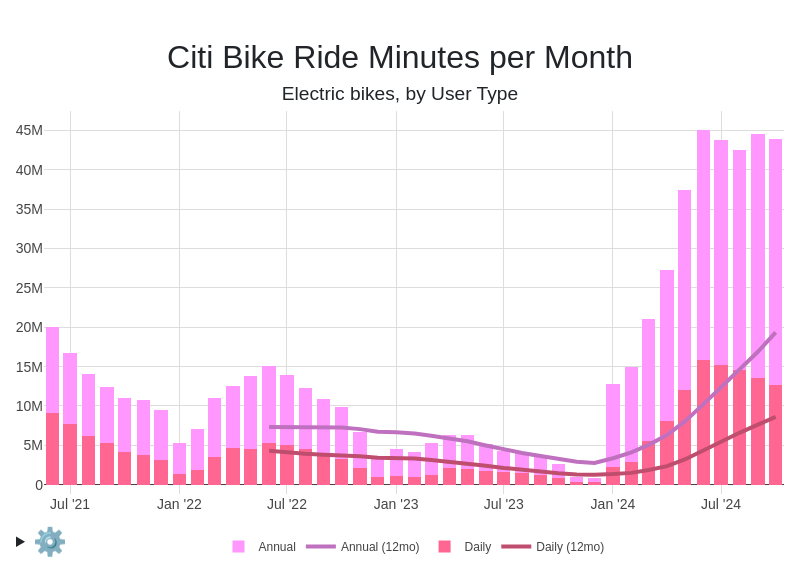 Citi Bike Ride Minutes per Month
Electric bikes, by User Type
45M
40M
35M
30M
25M
20M
15M
10M
5M
0
Jul '21
Jan '22
Jul '22
Jan '23
Jul '23
Jan '24
Jul '24
Annual
Annual (12mo)
Daily
Daily (12mo)